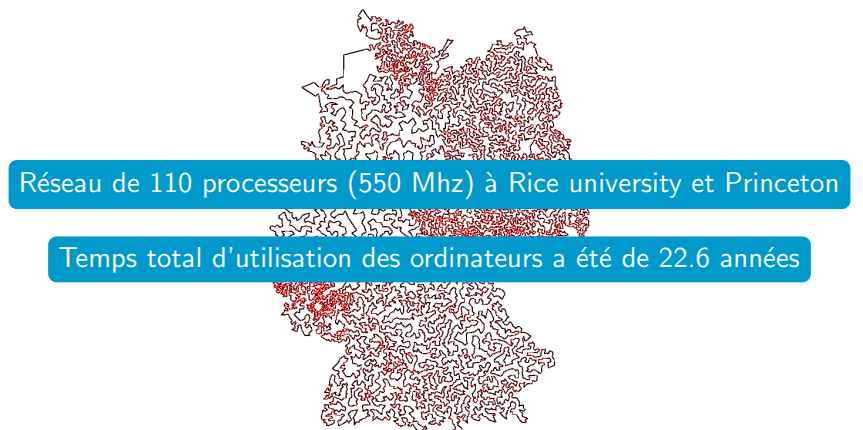 Réseau de 110 processeurs (550 Mhz) à Rice university et Princeton
Temps total d'utilisation des ordinateurs a été de 22.6 années